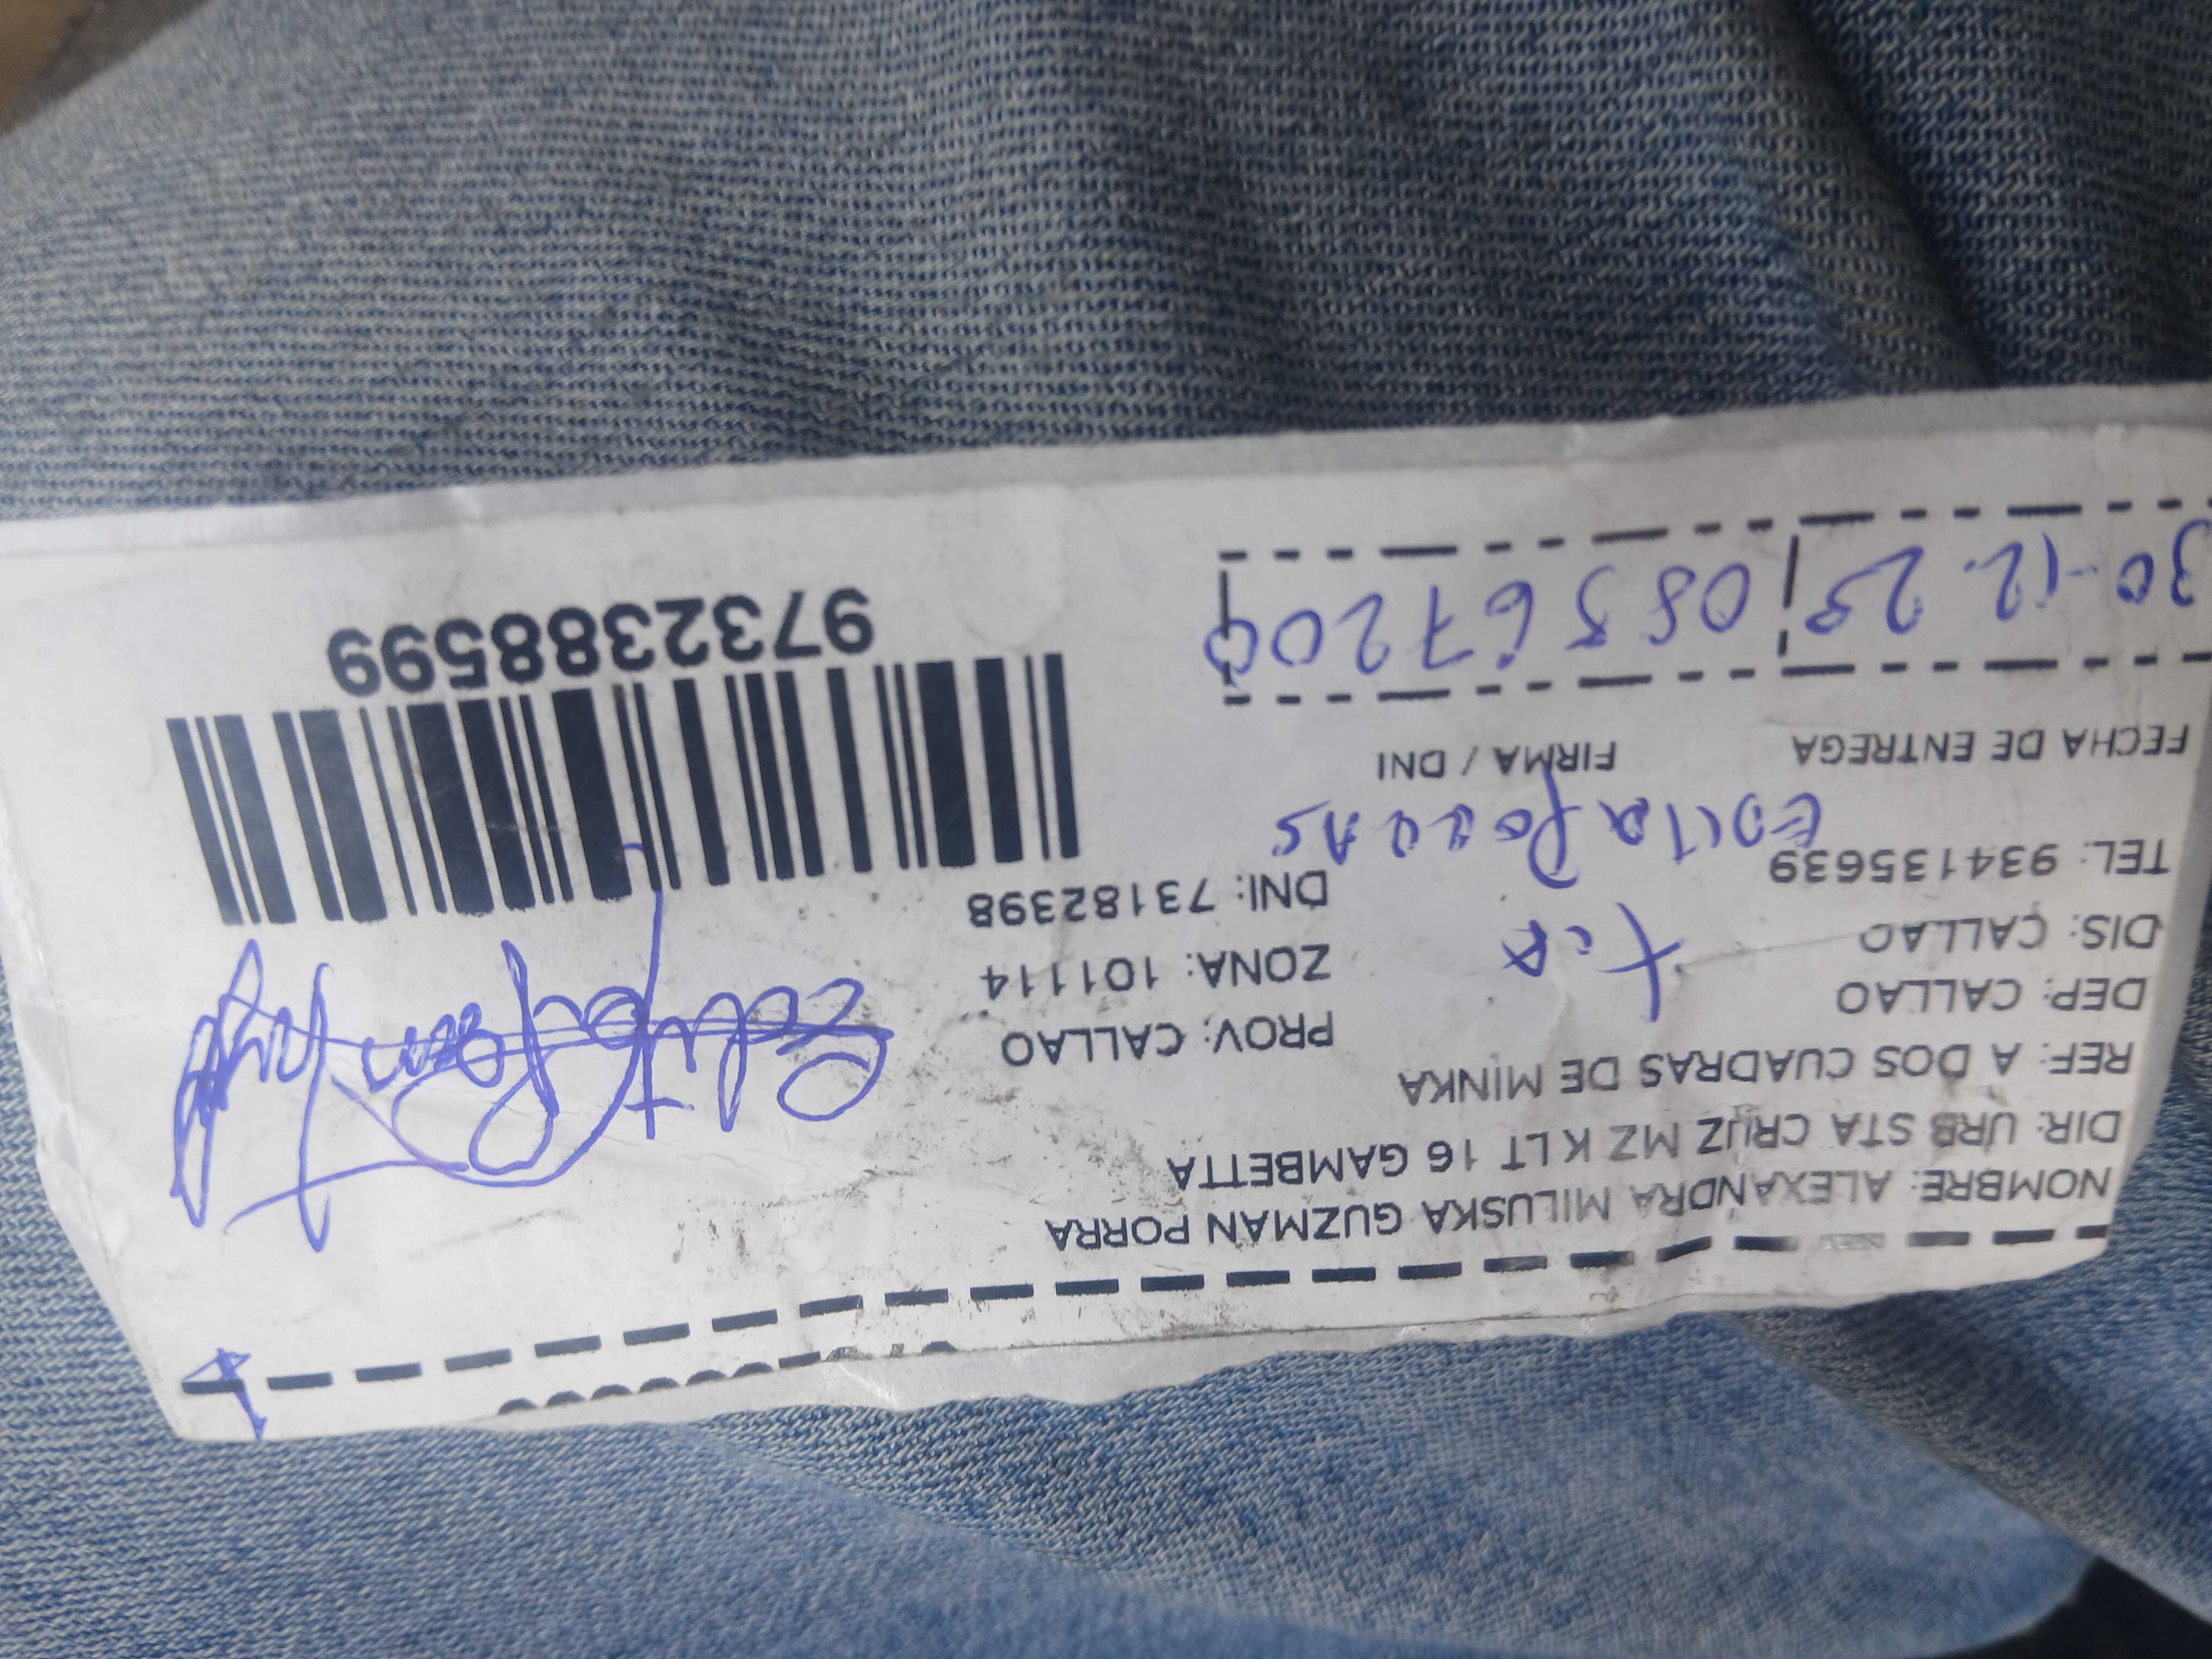 NOMBRE: ALEXANDRA MILUSKA GUZMAN PORRA
DIR: URB STA CRUZ MZ K LT 16 GAMBETTA
REF: A DOS CUADRAS DE MINKA
DEP: CALLAO PROV: CALLAO
DIS: CALLAO ZONA: 101114
TEL: 934135639 DNI: 73182398
tia
FECHA DE ENTREGA FIRMA / DNI
30-12.
9732388599